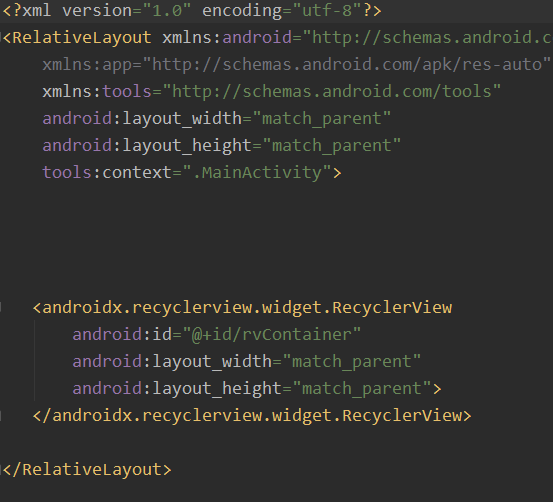 <?xml version="1.0" encoding="utf-8"?>
<RelativeLayout xmlns:android="http://schemas.android.c
xmlns:app="http://schemas.android.com/apk/res-auto"
xmlns:tools="http://schemas.android.com/tools"
android:layout_width="match_parent"
android:layout_height="match_parent"
tools:context=".MainActivity">
<androidx.recyclerview.widget.RecyclerView
android:id="@+id/rvContainer"
android:layout_width="match_parent"
android:layout_height="match_parent">
</androidx.recyclerview.widget.RecyclerView>
</RelativeLayout>